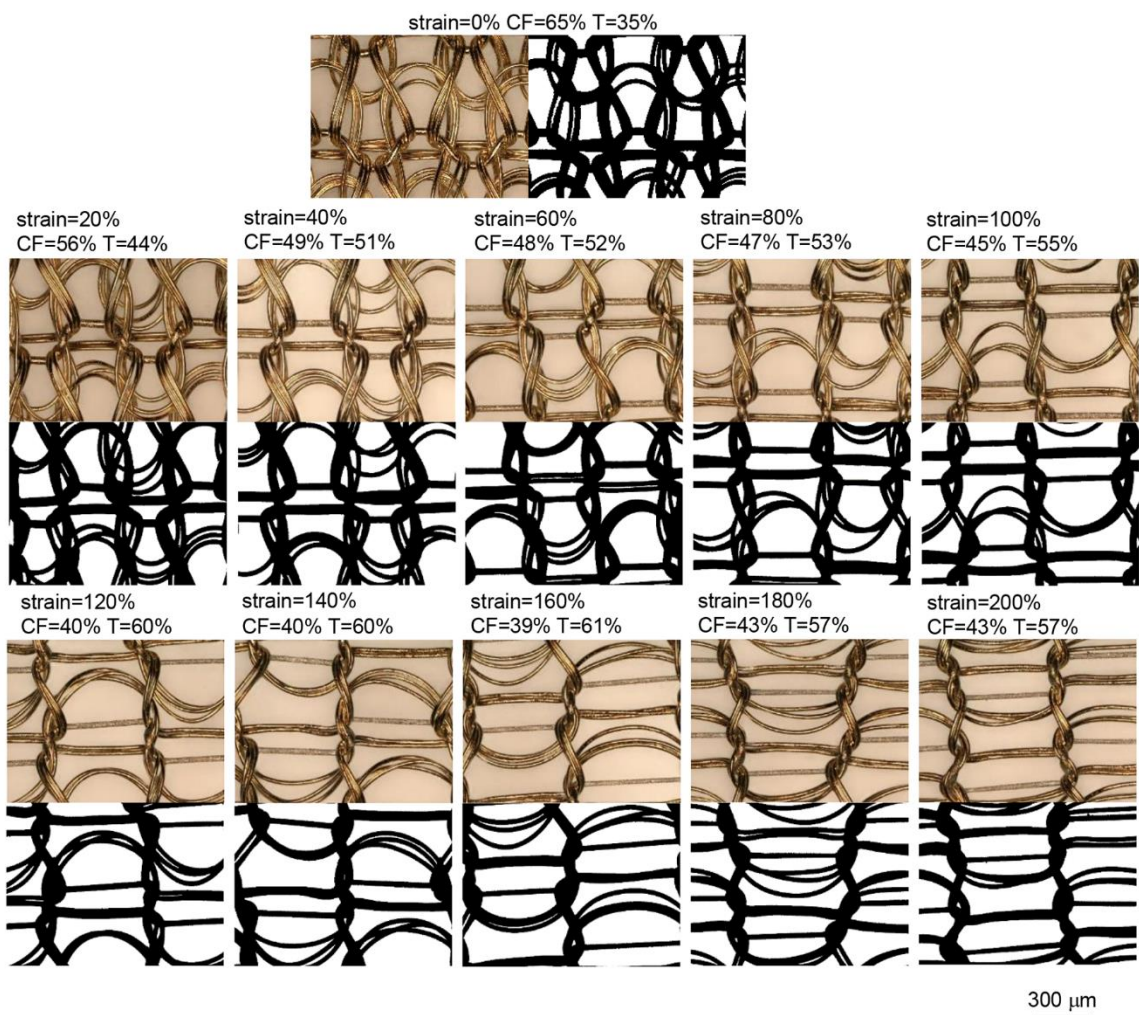 strain=0% CF=65% T=35%
strain=20%
CF=56% T=44%
strain=40%
CF=49% T=51%
strain=60%
CF=48% T=52%
strain=80%
CF=47% T=53%
strain=100%
CF=45% T=55%
strain=120%
CF=40% T=60%
strain=140%
CF=40% T=60%
strain=160%
CF=39% T=61%
strain=180%
CF=43% T=57%
strain=200%
CF=43% T=57%
300 μm